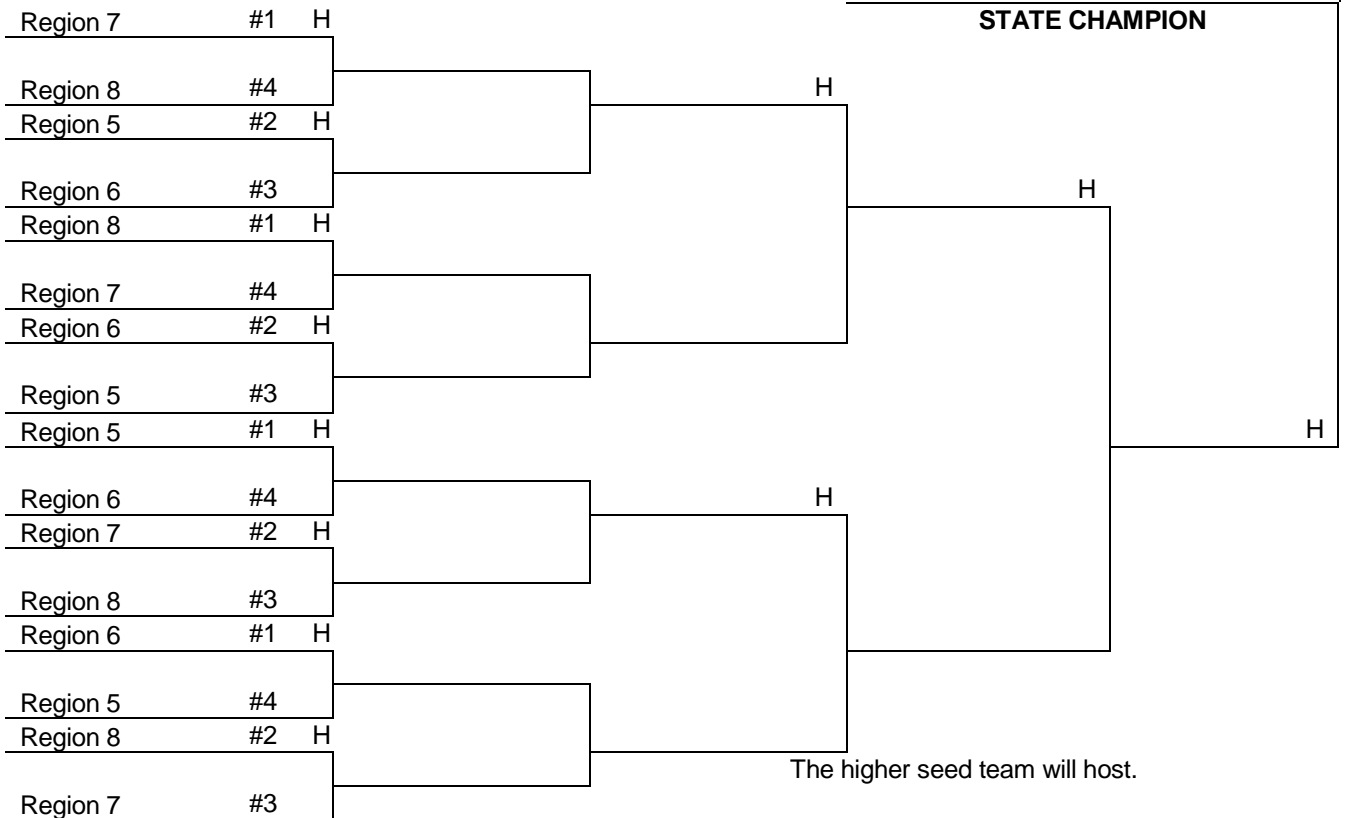 Region 7 #1 H
STATE CHAMPION
Region 8 #4 H
Region 5 #2 H
Region 6 #3 H
Region 8 #1 H
Region 7 #4
Region 6 #2 H
Region 5 #3
Region 5 #1 H H
Region 6 #4 H
Region 7 #2 H
Region 8 #3
Region 6 #1 H
Region 5 #4
Region 8 #2 H
The higher seed team will host.
Region 7 #3